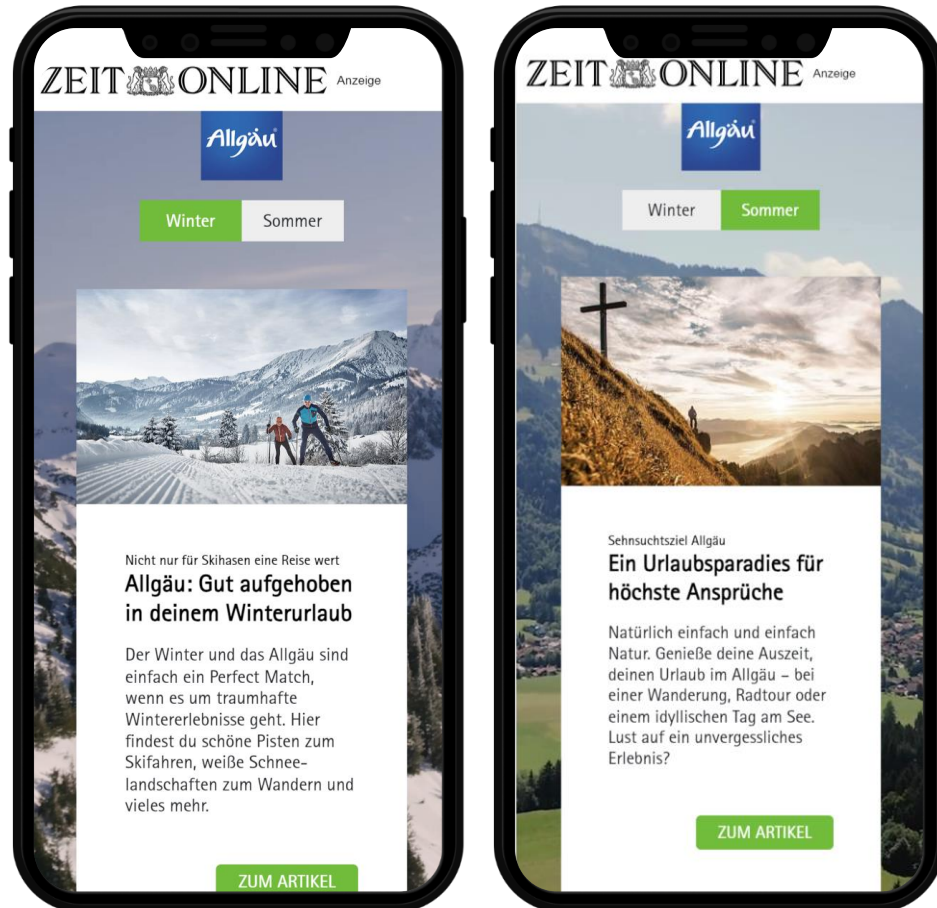 ZEIT ONLINE Anzeige
Allgäu
Winter Sommer
Nicht nur für Skihasen eine Reise wert
Allgäu: Gut aufgehoben
in deinem Winterurlaub
Der Winter und das Allgäu sind
einfach ein Perfect Match,
wenn es um traumhafte
Wintererlebnisse geht. Hier
findest du schöne Pisten zum
Skifahren, weiße Schnee-
landschaften zum Wandern und
vieles mehr.
ZUM ARTIKEL
ZEIT ONLINE Anzeige
Allgäu
Winter Sommer
Sehnsuchtsziel Allgäu
Ein Urlaubsparadies für
höchste Ansprüche
Natürlich einfach und einfach
Natur. Genieße deine Auszeit,
deinen Urlaub im Allgäu – bei
einer Wanderung, Radtour oder
einem idyllischen Tag am See.
Lust auf ein unvergessliches
Erlebnis?
ZUM ARTIKEL